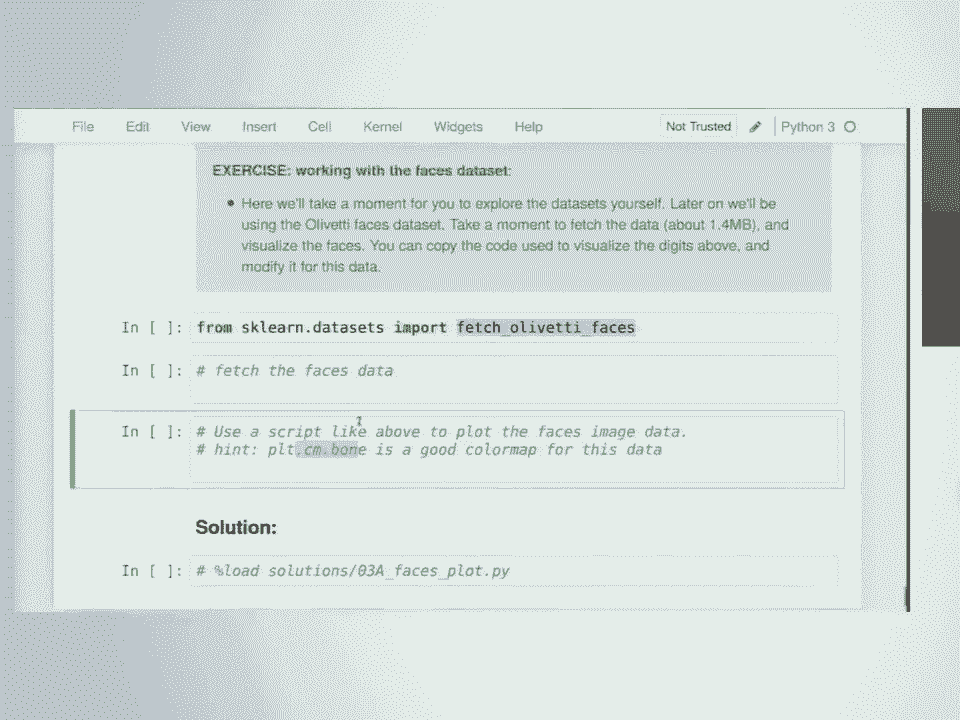 File Edit View Insert Cell Kernel Widgets Help Not Trusted Python 3
EXERCISE: working with the faces dataset:
Here we'll take a moment for you to explore the datasets yourself. Later on we'll be
using the Olivetti faces dataset. Take a moment to fetch the data (about 1.4MB), and
visualize the faces. You can copy the code used to visualize the digits above, and
modify it for this data.
In [ ]: from sklearn.datasets import fetch_olivetti_faces
In [ ]: # fetch the faces data
In [ ]: # Use a script like above to plot the faces image data.
# hint: plt.cm.bone is a good colormap for this data
Solution:
In [ ]: # %load solutions/03A_faces_plot.py